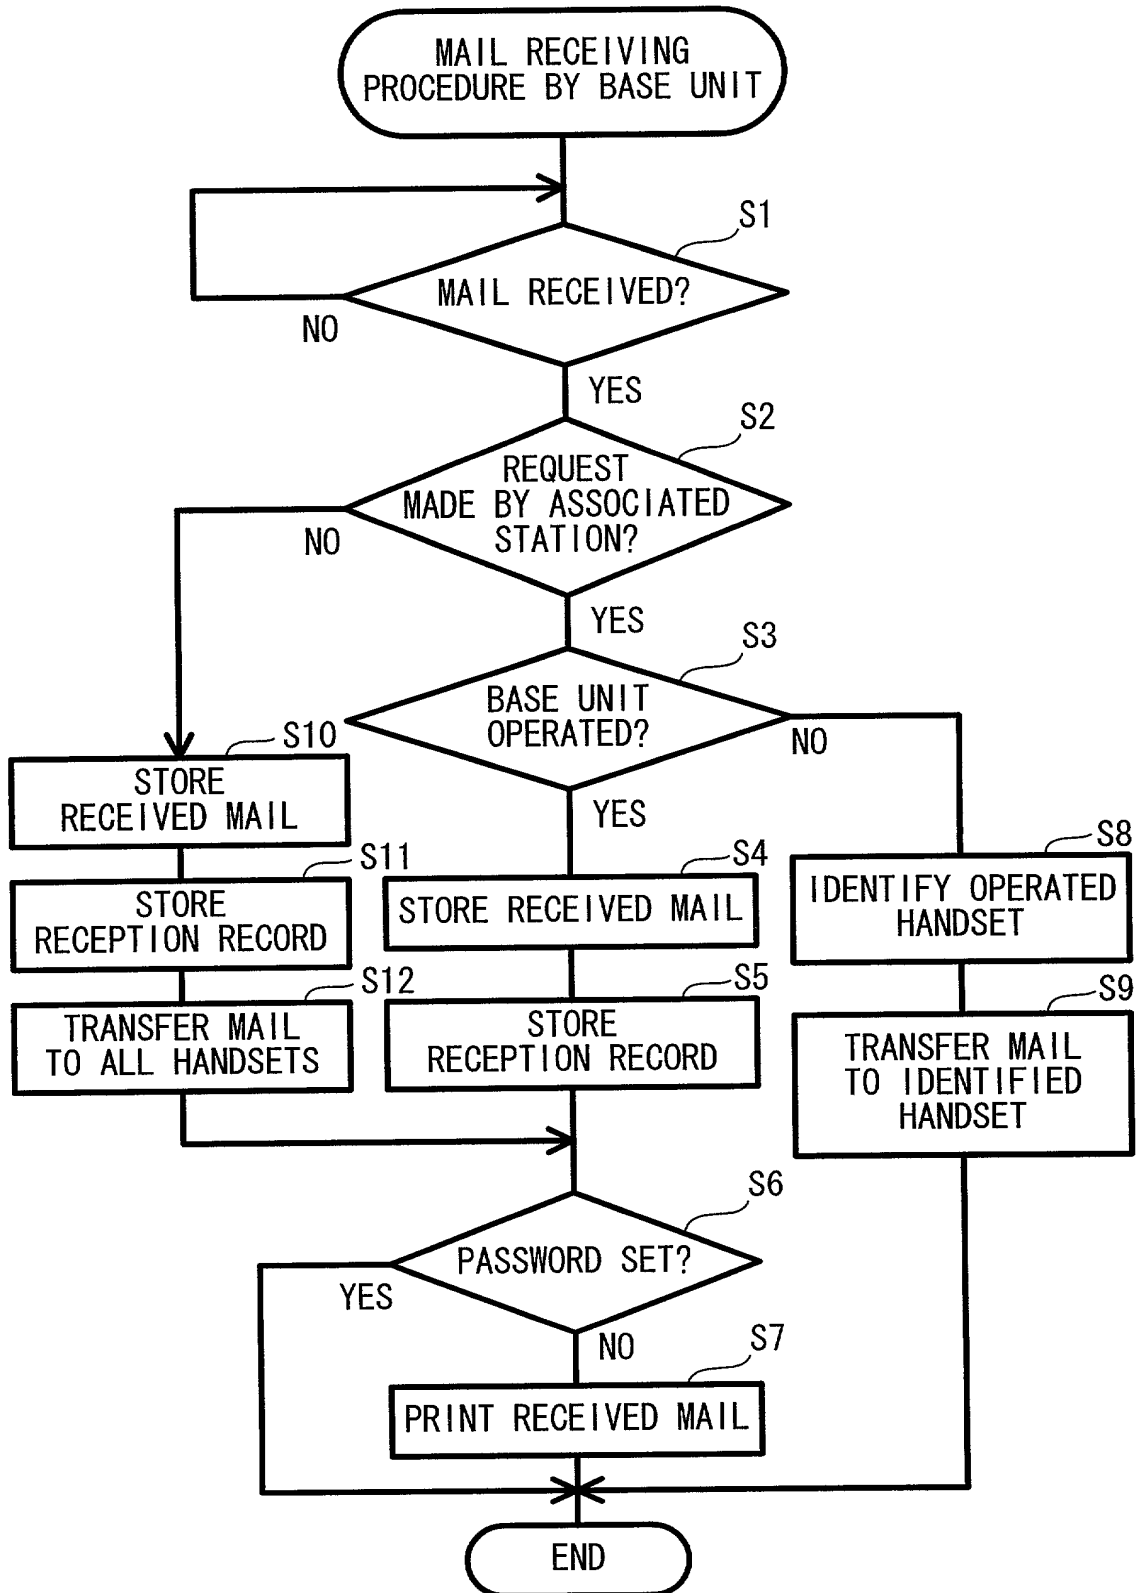 MAIL RECEIVING
PROCEDURE BY BASE UNIT
S1
MAIL RECEIVED?
NO
YES
S2
REQUEST
MADE BY ASSOCIATED
STATION?
NO
YES
S3
BASE UNIT
OPERATED?
NO
YES
S10
STORE
RECEIVED MAIL
S11
STORE
RECEPTION RECORD
S12
TRANSFER MAIL
TO ALL HANDSETS
S4
STORE RECEIVED MAIL
S5
STORE
RECEPTION RECORD
S8
IDENTIFY OPERATED
HANDSET
S9
TRANSFER MAIL
TO IDENTIFIED
HANDSET
S6
PASSWORD SET?
YES
NO
S7
PRINT RECEIVED MAIL
END